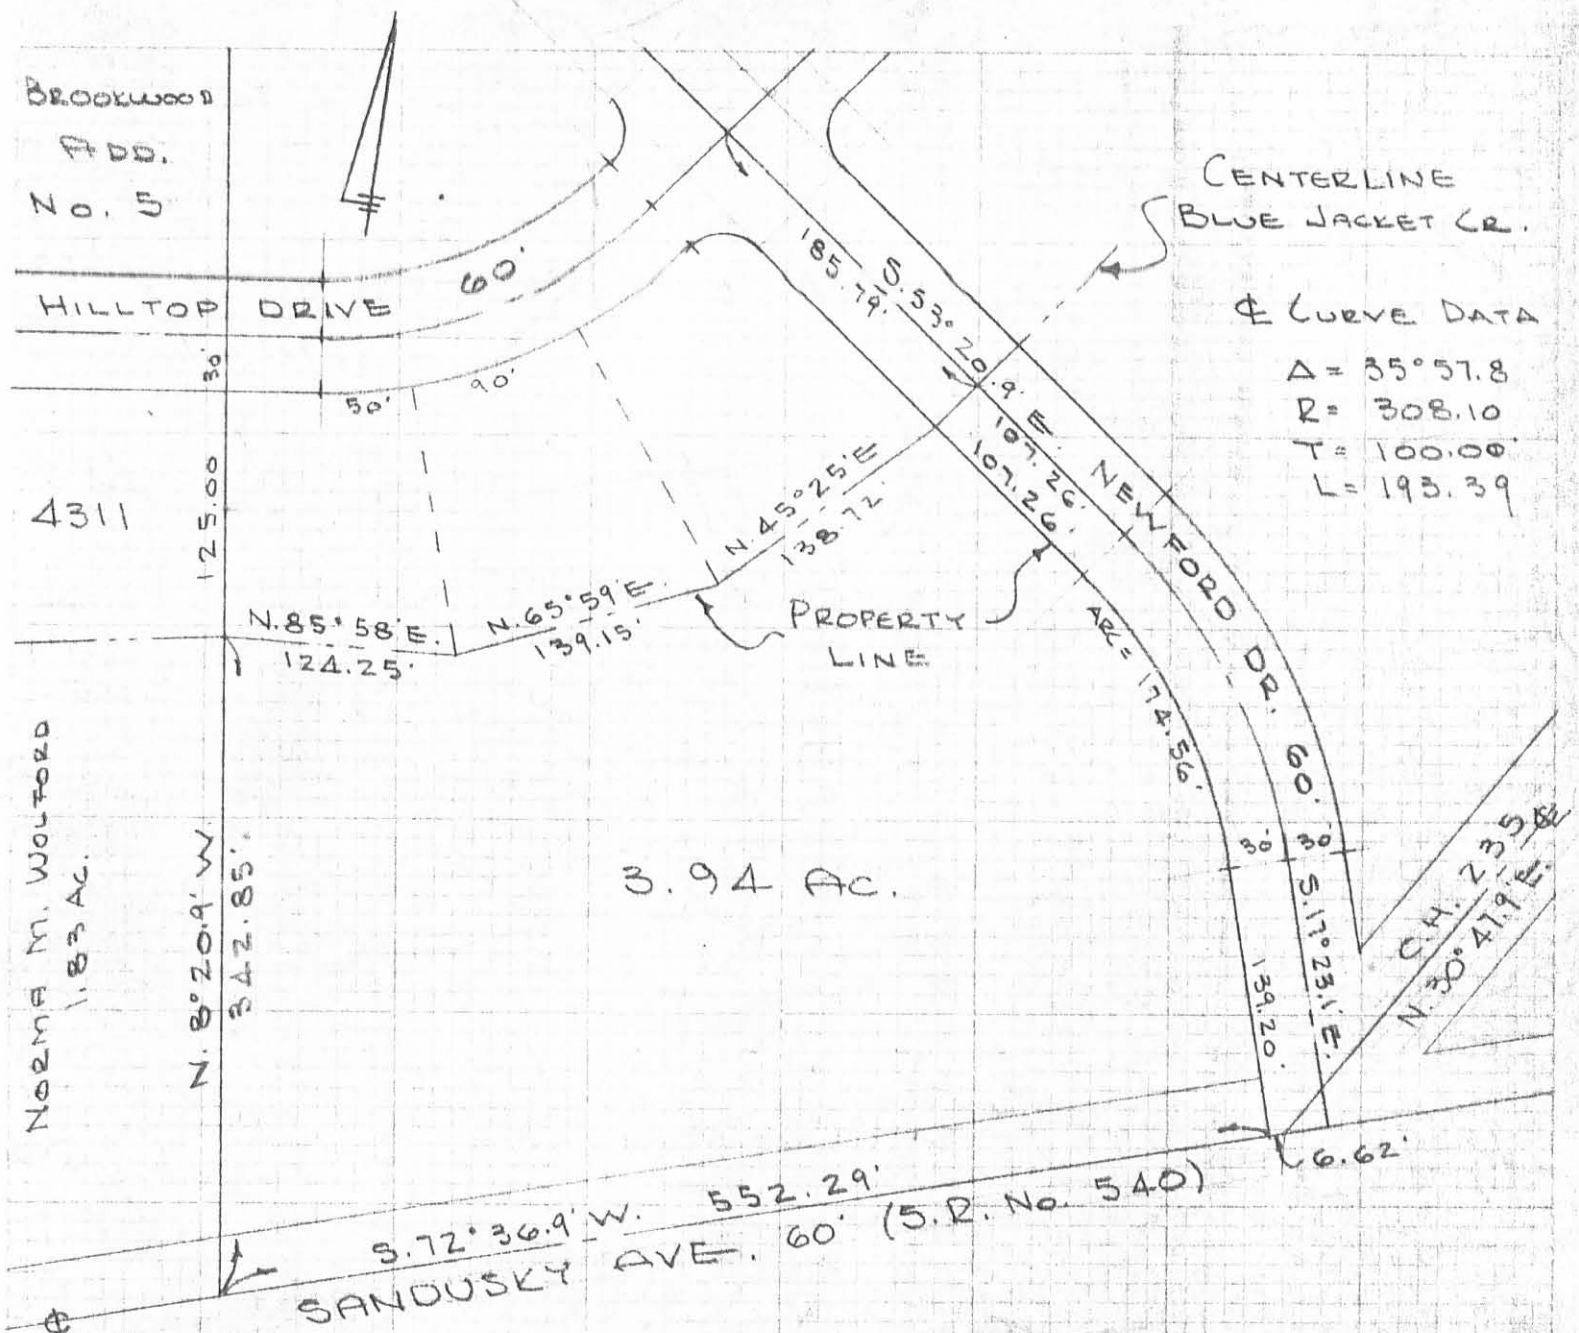 BROOKWOOD
ADD.
No. 5
HILLTOP DRIVE
60'
30'
50'
90'
4311
125.00
N. 85° 58' E.
124.25'
N. 65° 59' E.
139.15'
N. 45° 25' E
138.72'
S. 53° 20.9' E.
185.79'
107.26'
107.26'
CENTERLINE
BLUE JACKET CR.
℄ CURVE DATA
Δ = 35° 57.8
R = 308.10
T = 100.00'
L = 193.39
PROPERTY
LINE
NEWFORD DR. 60'
ARC = 174.56'
30' 30'
S. 17° 23.1' E.
139.20'
C.H. 235
N. 30° 47.9' E.
NORMA M. WOLFORD
1.83 AC.
N. 8° 20.9' W
342.85'
3.94 AC.
6.62'
S. 72° 36.9' W. 552.29'
SANDUSKY AVE. 60' (S.R. No. 540)
℄